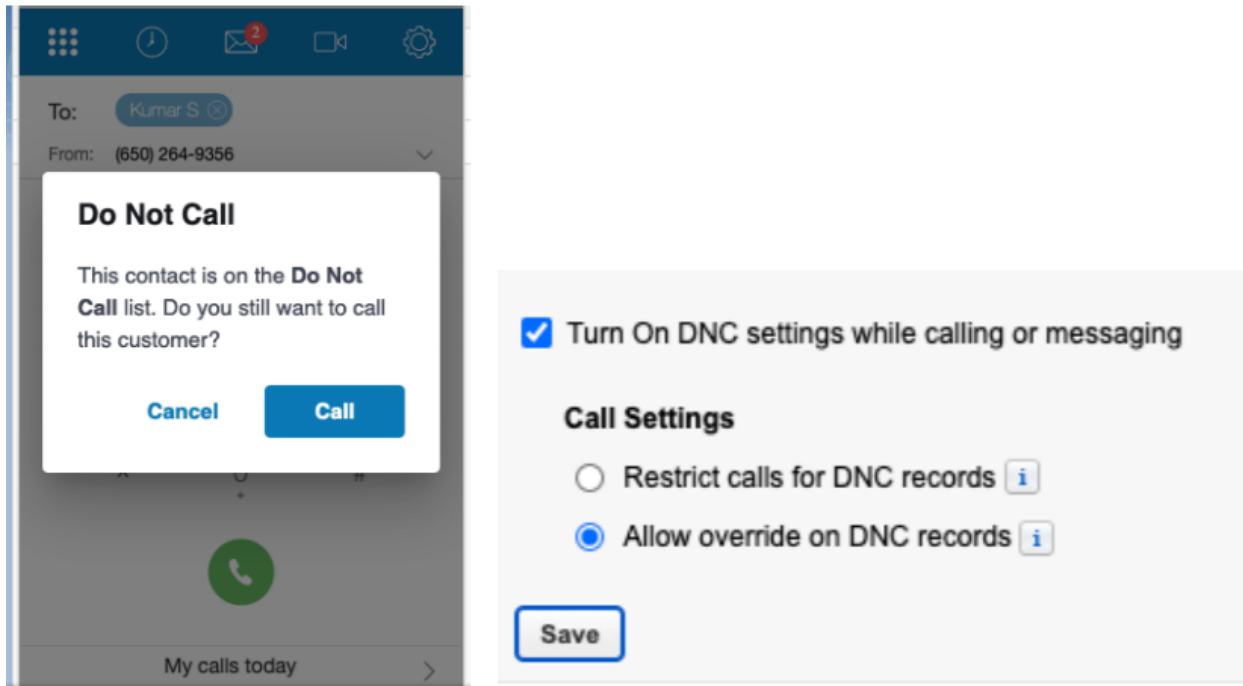 2
To: Kumar S
From: (650) 264-9356
Do Not Call
This contact is on the Do Not
Call list. Do you still want to call
this customer?
Cancel Call
#
+
My calls today
Turn On DNC settings while calling or messaging
Call Settings
Restrict calls for DNC records i
Allow override on DNC records i
Save